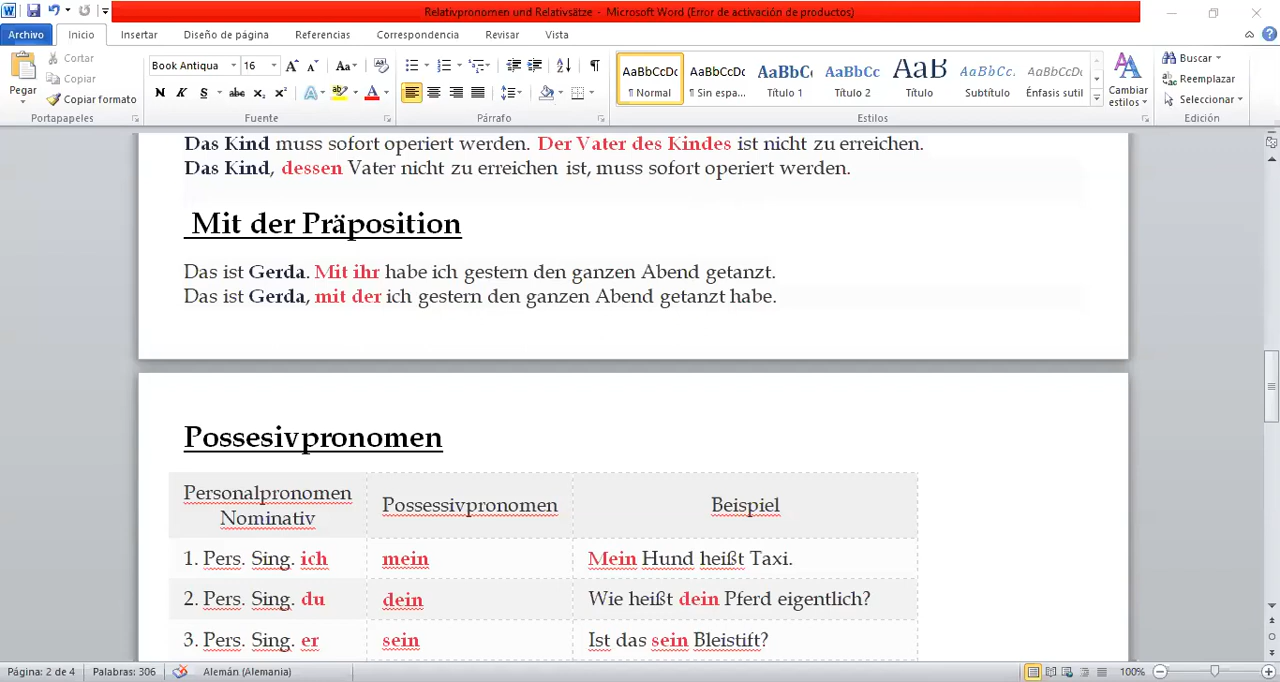 Relativpronomen und Relativsätze - Microsoft Word (Error de activación de productos)
Archivo Inicio Insertar Diseño de página Referencias Correspondencia Revisar Vista
Pegar
Cortar
Copiar
Copiar formato
Portapapeles
Book Antiqua 16
Fuente
Párrafo
AaBbCcDc
¶ Normal
AaBbCcDc
¶ Sin espa...
AaBbC
Título 1
AaBbCc
Título 2
AaB
Título
AaBbCc.
Subtítulo
AaBbCcDc
Énfasis sutil
Cambiar
estilos
Estilos
Buscar
Reemplazar
Seleccionar
Edición
Das Kind muss sofort operiert werden. Der Vater des Kindes ist nicht zu erreichen.
Das Kind, dessen Vater nicht zu erreichen ist, muss sofort operiert werden.
Mit der Präposition
Das ist Gerda. Mit ihr habe ich gestern den ganzen Abend getanzt.
Das ist Gerda, mit der ich gestern den ganzen Abend getanzt habe.
Possesivpronomen
Personalpronomen
Nominativ
Possessivpronomen
Beispiel
1. Pers. Sing. ich mein Mein Hund heißt Taxi.
2. Pers. Sing. du dein Wie heißt dein Pferd eigentlich?
3. Pers. Sing. er sein Ist das sein Bleistift?
Página: 2 de 4 Palabras: 306 Alemán (Alemania) 100%